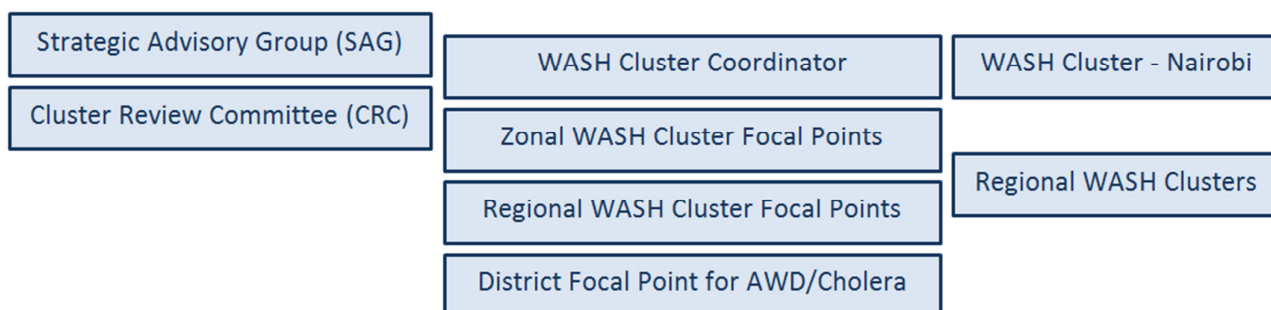 Strategic Advisory Group (SAG)
Cluster Review Committee (CRC)
WASH Cluster Coordinator
Zonal WASH Cluster Focal Points
Regional WASH Cluster Focal Points
District Focal Point for AWD/Cholera
WASH Cluster - Nairobi
Regional WASH Clusters